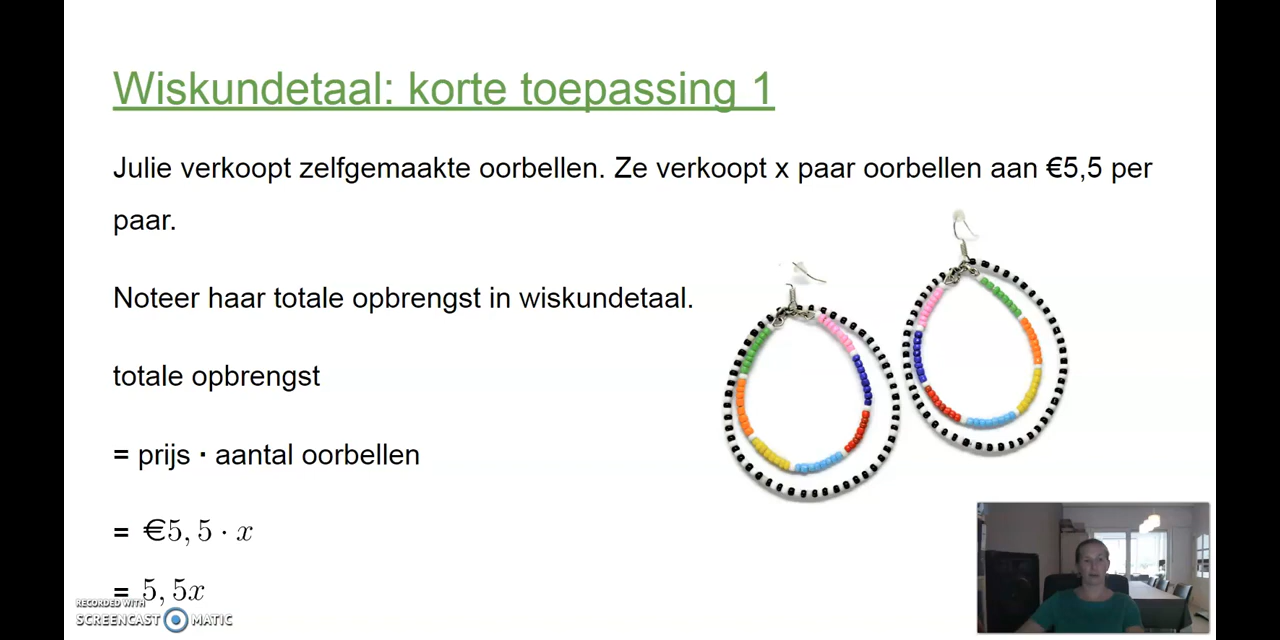 Wiskundetaal: korte toepassing 1
Julie verkoopt zelfgemaakte oorbellen. Ze verkoopt x paar oorbellen aan €5,5 per
paar.
Noteer haar totale opbrengst in wiskundetaal.
totale opbrengst
= prijs · aantal oorbellen
= €5, 5 · x
= 5, 5x
RECORDED WITH
SCREENCAST MATIC